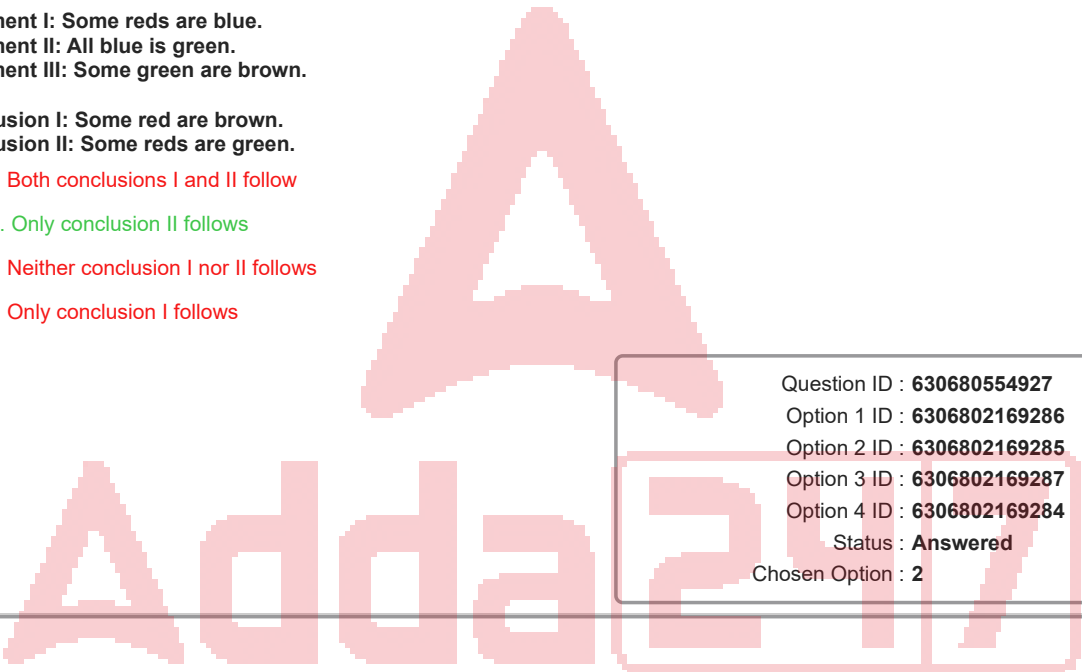 ment I: Some reds are blue.
ment II: All blue is green.
ment III: Some green are brown.
usion I: Some red are brown.
usion II: Some reds are green.
Both conclusions I and II follow
. Only conclusion II follows
Neither conclusion I nor II follows
Only conclusion I follows
Question ID : 630680554927
Option 1 ID : 6306802169286
Option 2 ID : 6306802169285
Option 3 ID : 6306802169287
Option 4 ID : 6306802169284
Status : Answered
Chosen Option : 2
Adda247